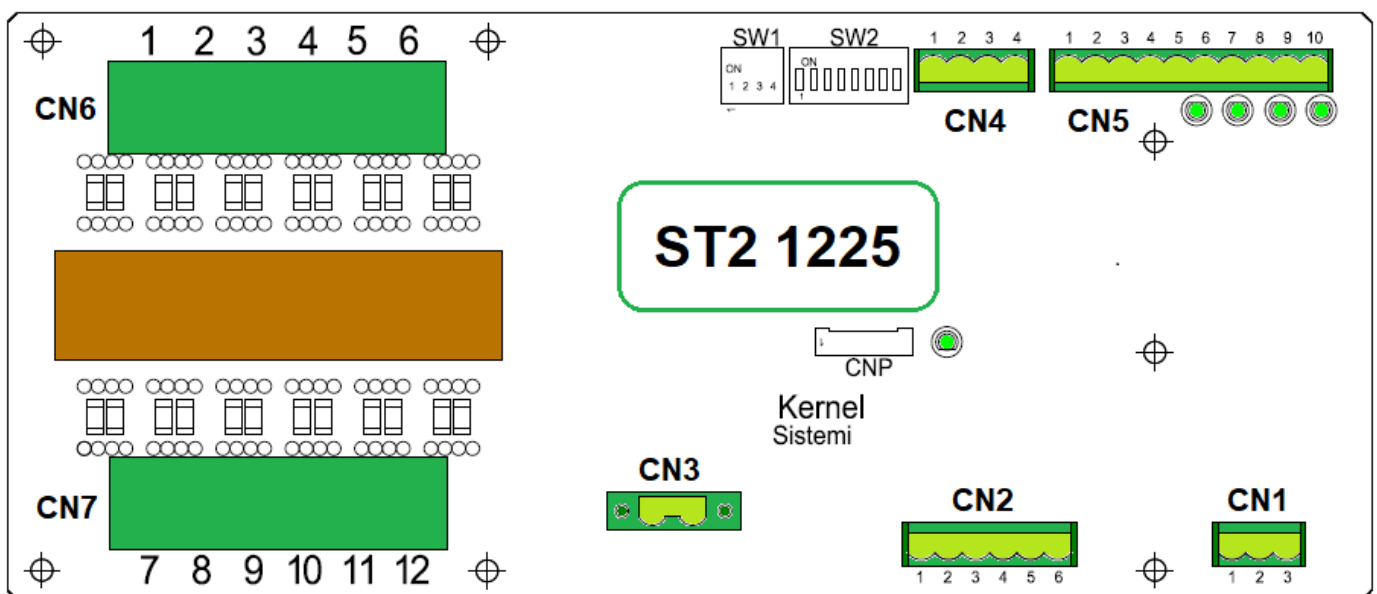 1 2 3 4 5 6
CN6
SW1
ON
1 2 3 4
SW2
ON
1
1 2 3 4
CN4
1 2 3 4 5 6 7 8 9 10
CN5
ST2 1225
CNP
Kernel
Sistemi
CN3
CN2
1 2 3 4 5 6
CN1
1 2 3
CN7
7 8 9 10 11 12